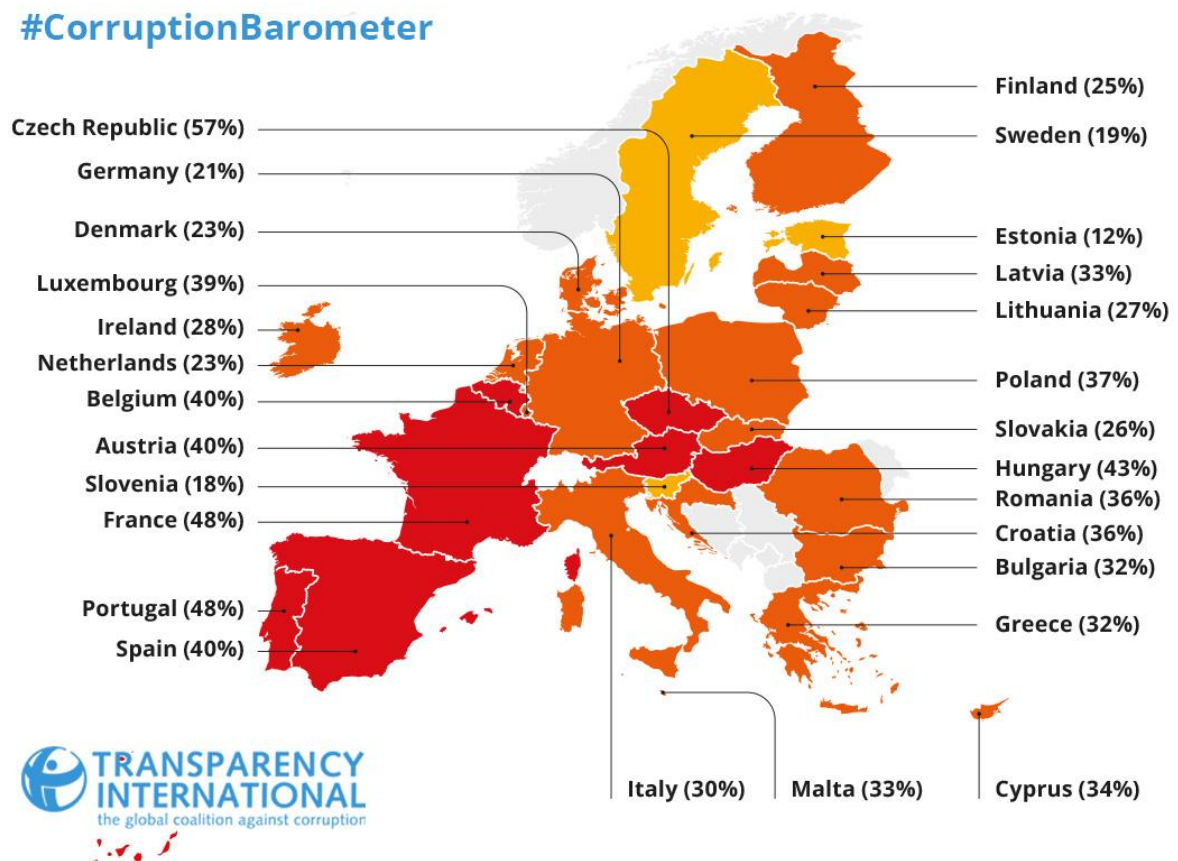 #CorruptionBarometer
Czech Republic (57%)
Germany (21%)
Denmark (23%)
Luxembourg (39%)
Ireland (28%)
Netherlands (23%)
Belgium (40%)
Austria (40%)
Slovenia (18%)
France (48%)
Portugal (48%)
Spain (40%)
Finland (25%)
Sweden (19%)
Estonia (12%)
Latvia (33%)
Lithuania (27%)
Poland (37%)
Slovakia (26%)
Hungary (43%)
Romania (36%)
Croatia (36%)
Bulgaria (32%)
Greece (32%)
Italy (30%)
Malta (33%)
Cyprus (34%)
TRANSPARENCY
INTERNATIONAL
the global coalition against corruption